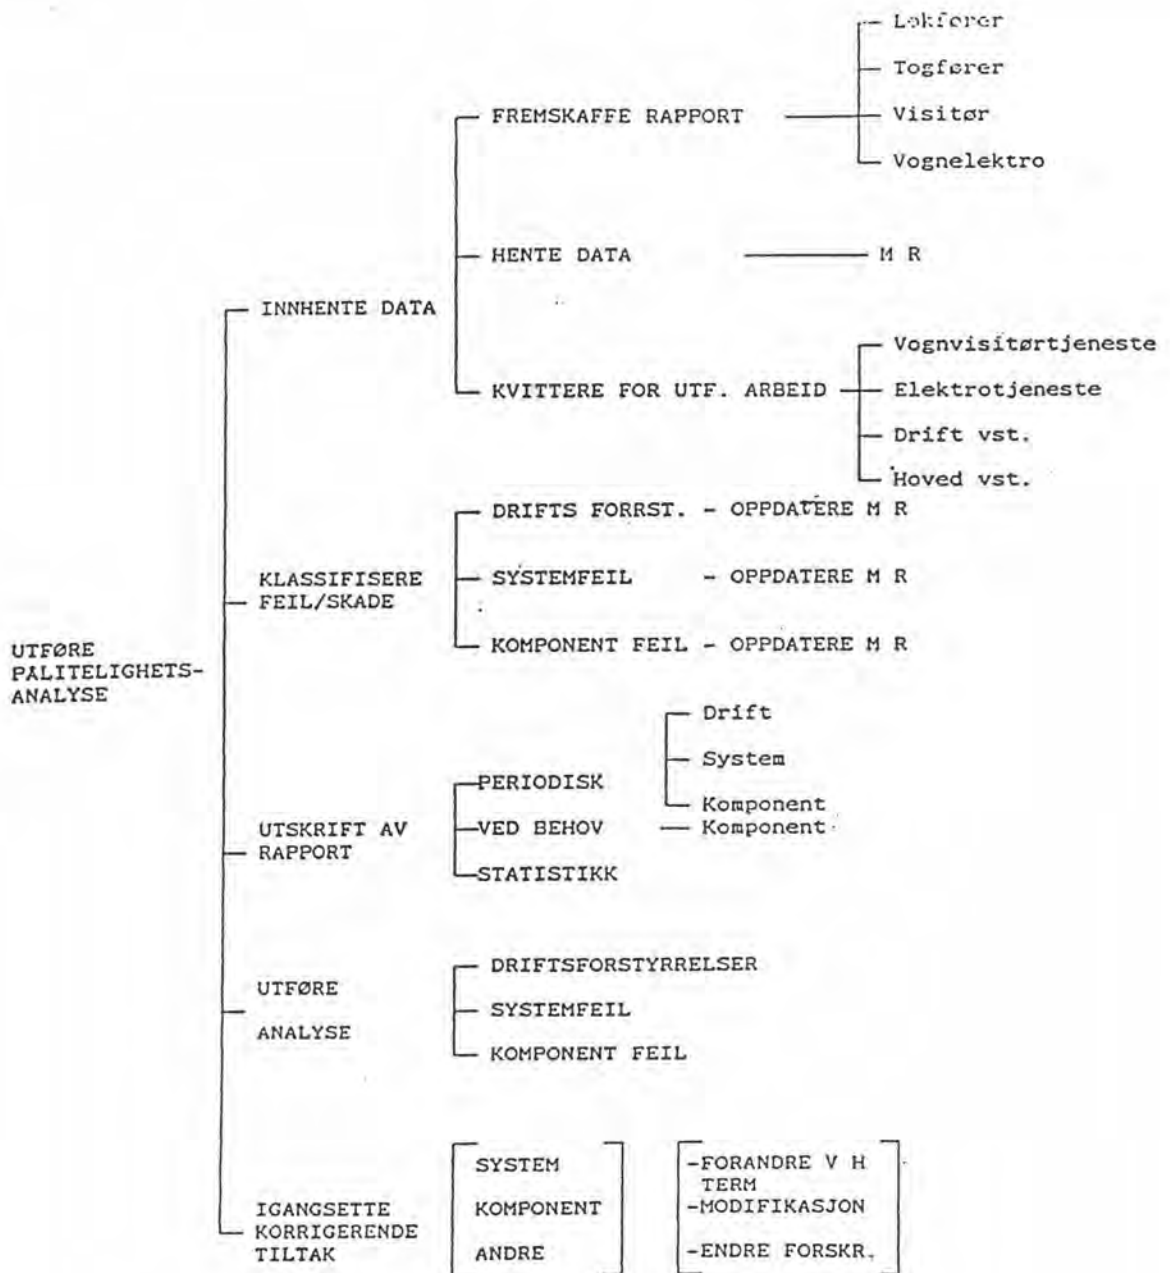 Lokfører
Togfører
FREMSKAFFE RAPPORT
Visitør
Vognelektro
HENTE DATA
M R
INNHENTE DATA
Vognvisitørtjeneste
KVITTERE FOR UTF. ARBEID
Elektrotjeneste
Drift vst.
Hoved vst.
DRIFTS FORRST. - OPPDATERE M R
KLASSIFISERE
FEIL/SKADE
SYSTEMFEIL - OPPDATERE M R
KOMPONENT FEIL - OPPDATERE M R
UTFØRE
PALITELIGHETS-
ANALYSE
Drift
System
PERIODISK
Komponent
UTSKRIFT AV
RAPPORT
VED BEHOV
Komponent
STATISTIKK
DRIFTSFORSTYRRELSER
UTFØRE
ANALYSE
SYSTEMFEIL
KOMPONENT FEIL
IGANGSETTE
KORRIGERENDE
TILTAK
SYSTEM
KOMPONENT
ANDRE
-FORANDRE V H
TERM
-MODIFIKASJON
-ENDRE FORSKR.